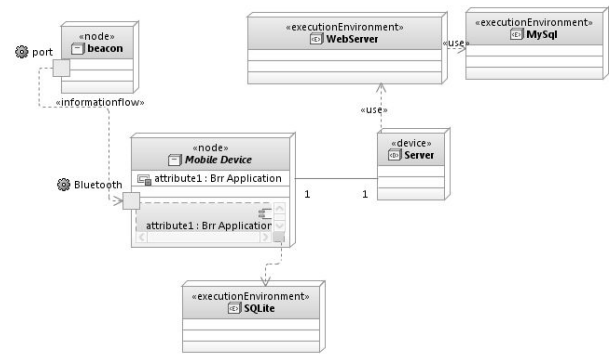 «node»
beacon
port
«informationflow»
«executionEnvironment»
WebServer
«use»
«executionEnvironment»
MySql
«use»
«node»
Mobile Device
attribute1 : Brr Application
Bluetooth
attribute1 : Brr Application
1
1
«device»
Server
«executionEnvironment»
SQLite